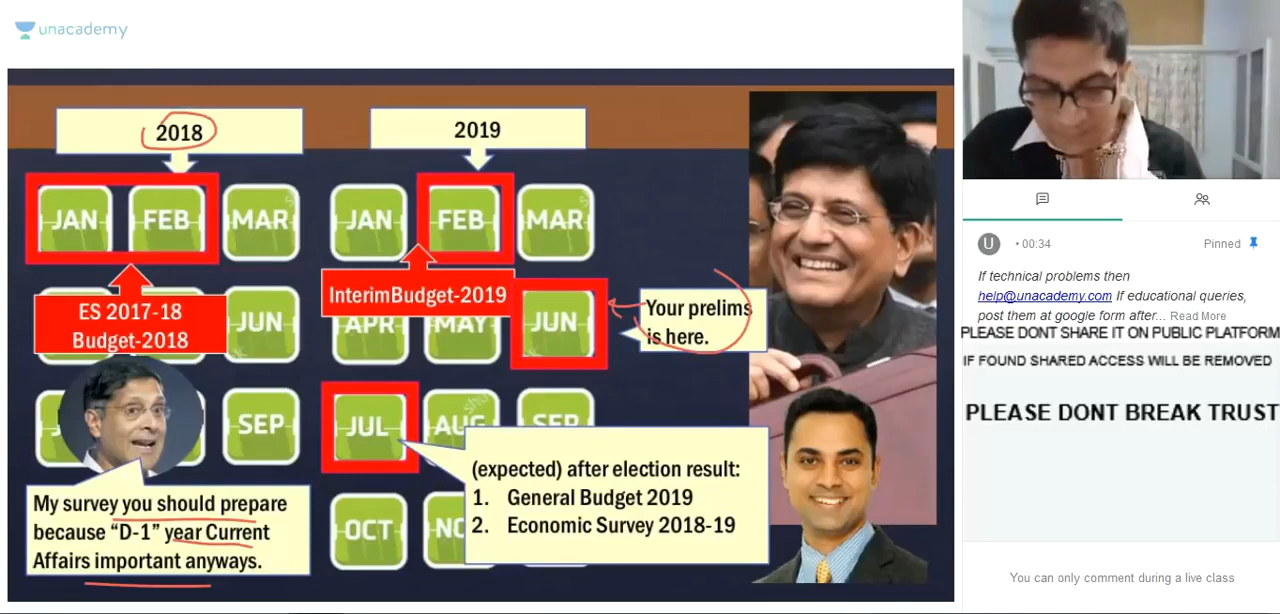 unacademy
2018
2019
JAN FEB MAR JAN FEB MAR
ES 2017-18
Budget-2018
InterimBudget-2019
Your prelims
is here.
JUN APR MAY JUN
SEP JUL AUG SEP
My survey you should prepare
because “D-1” year Current
Affairs important anyways.
(expected) after election result:
1. General Budget 2019
2. Economic Survey 2018-19
OCT
U • 00:34 Pinned
If technical problems then
help@unacademy.com If educational queries,
post them at google form after... Read More
PLEASE DONT SHARE IT ON PUBLIC PLATFORM
IF FOUND SHARED ACCESS WILL BE REMOVED
PLEASE DONT BREAK TRUST
You can only comment during a live class